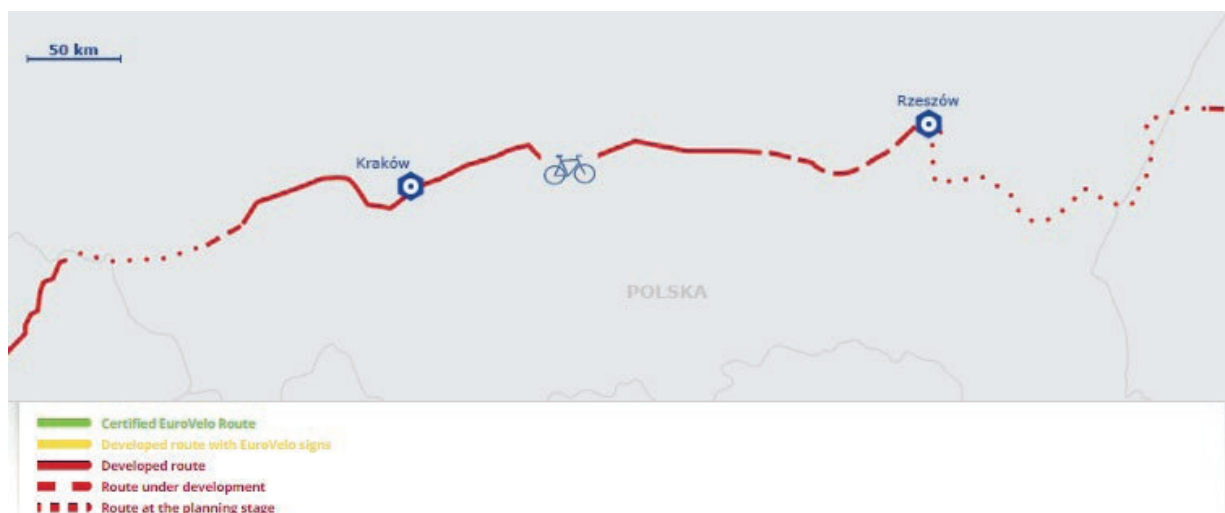 50 km
Rzeszów
Kraków
POLSKA
Certified EuroVelo Route
Developed route with EuroVelo signs
Developed route
Route under development
Route at the planning stage